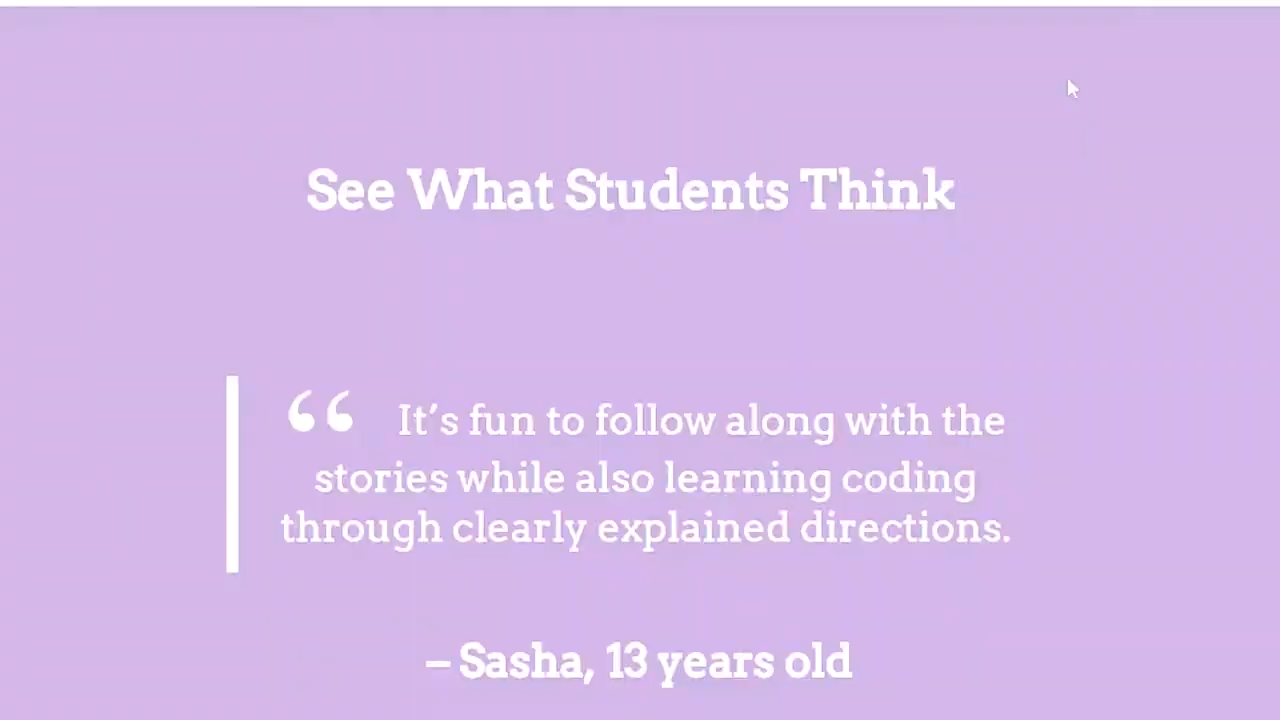 See What Students Think
“ It’s fun to follow along with the
stories while also learning coding
through clearly explained directions.
– Sasha, 13 years old